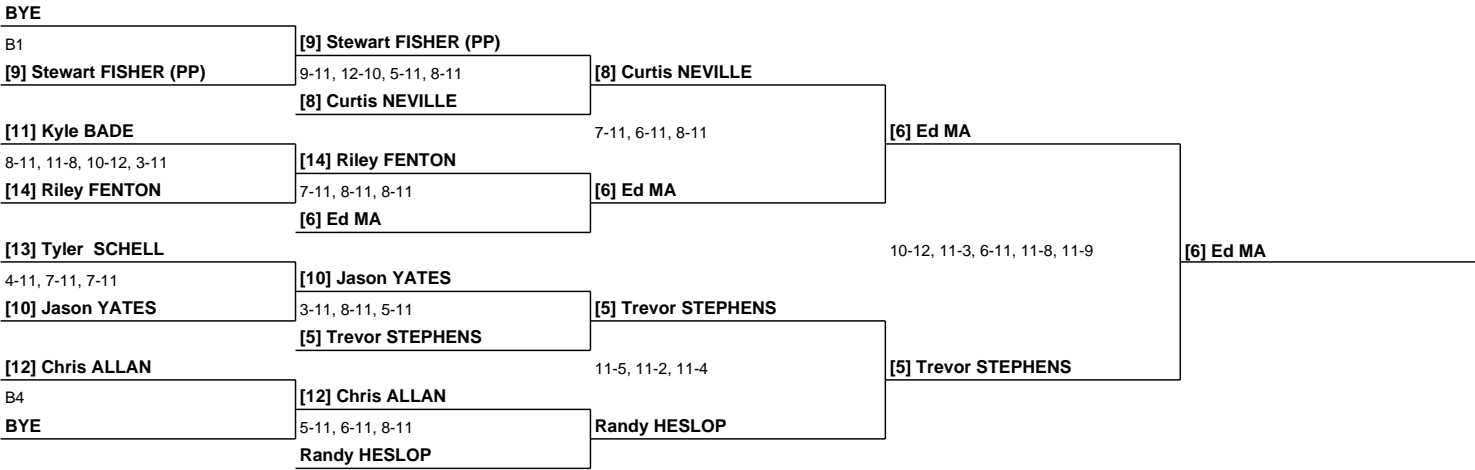 BYE
B1
[9] Stewart FISHER (PP)
[9] Stewart FISHER (PP)
9-11, 12-10, 5-11, 8-11
[8] Curtis NEVILLE
[8] Curtis NEVILLE
[11] Kyle BADE
7-11, 6-11, 8-11
[6] Ed MA
8-11, 11-8, 10-12, 3-11
[14] Riley FENTON
[14] Riley FENTON
7-11, 8-11, 8-11
[6] Ed MA
[6] Ed MA
[13] Tyler  SCHELL
10-12, 11-3, 6-11, 11-8, 11-9
[6] Ed MA
4-11, 7-11, 7-11
[10] Jason YATES
[10] Jason YATES
3-11, 8-11, 5-11
[5] Trevor STEPHENS
[5] Trevor STEPHENS
[12] Chris ALLAN
11-5, 11-2, 11-4
[5] Trevor STEPHENS
B4
[12] Chris ALLAN
BYE
5-11, 6-11, 8-11
Randy HESLOP
Randy HESLOP